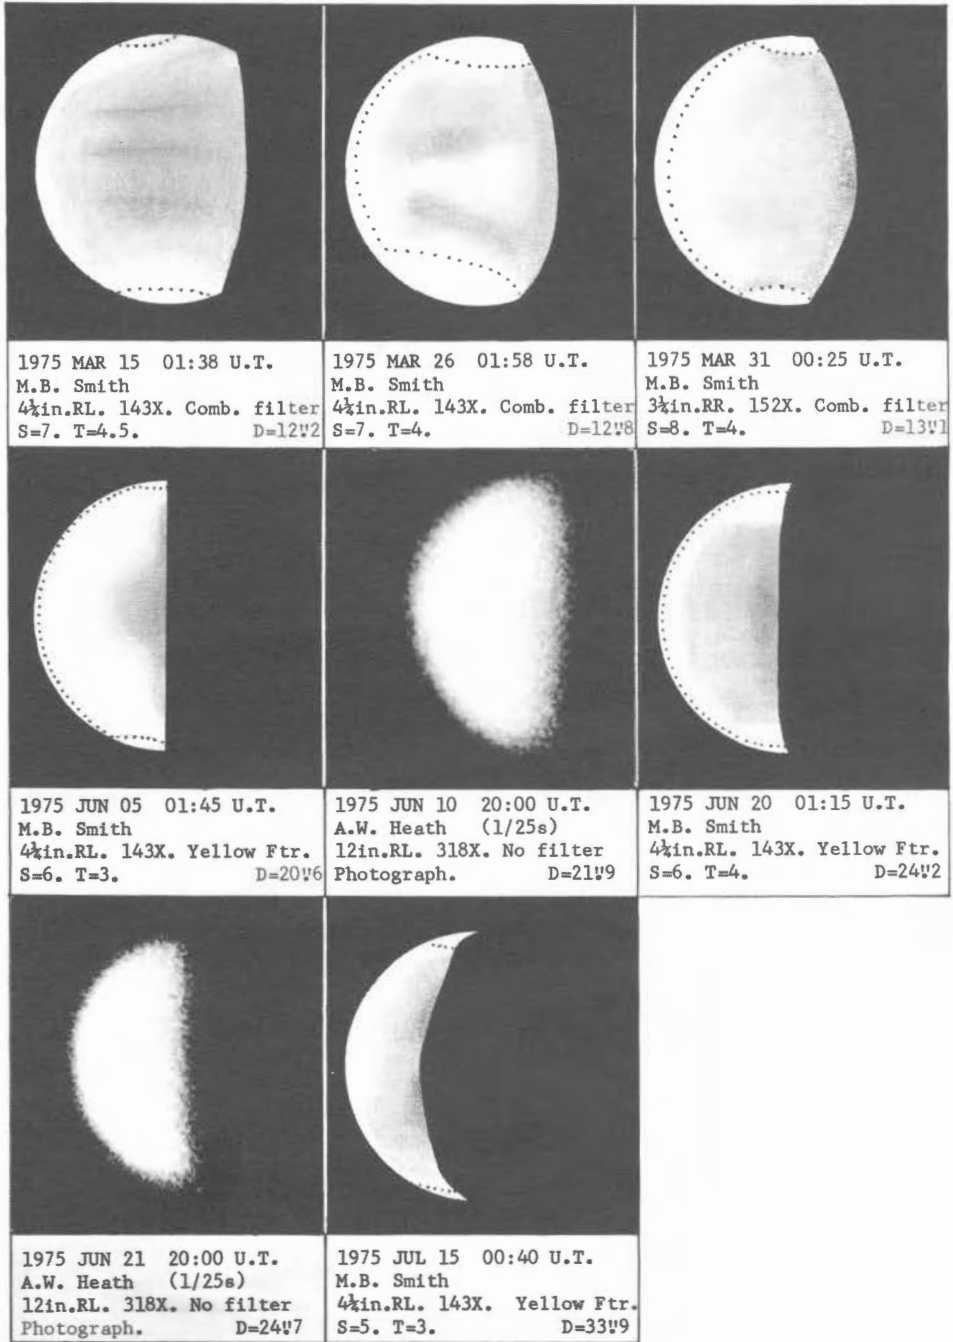 1975 MAR 15 01:38 U.T.
M.B. Smith
4¼in.RL. 143X. Comb. filter
S=7. T=4.5. D=12"2
1975 MAR 26 01:58 U.T.
M.B. Smith
4¼in.RL. 143X. Comb. filter
S=7. T=4. D=12"8
1975 MAR 31 00:25 U.T.
M.B. Smith
3¼in.RR. 152X. Comb. filter
S=8. T=4. D=13"1
1975 JUN 05 01:45 U.T.
M.B. Smith
4¼in.RL. 143X. Yellow Ftr.
S=6. T=3. D=20"6
1975 JUN 10 20:00 U.T.
A.W. Heath (1/25s)
12in.RL. 318X. No filter
Photograph. D=21"9
1975 JUN 20 01:15 U.T.
M.B. Smith
4¼in.RL. 143X. Yellow Ftr.
S=6. T=4. D=24"2
1975 JUN 21 20:00 U.T.
A.W. Heath (1/25s)
12in.RL. 318X. No filter
Photograph. D=24"7
1975 JUL 15 00:40 U.T.
M.B. Smith
4¼in.RL. 143X. Yellow Ftr.
S=5. T=3. D=33"9